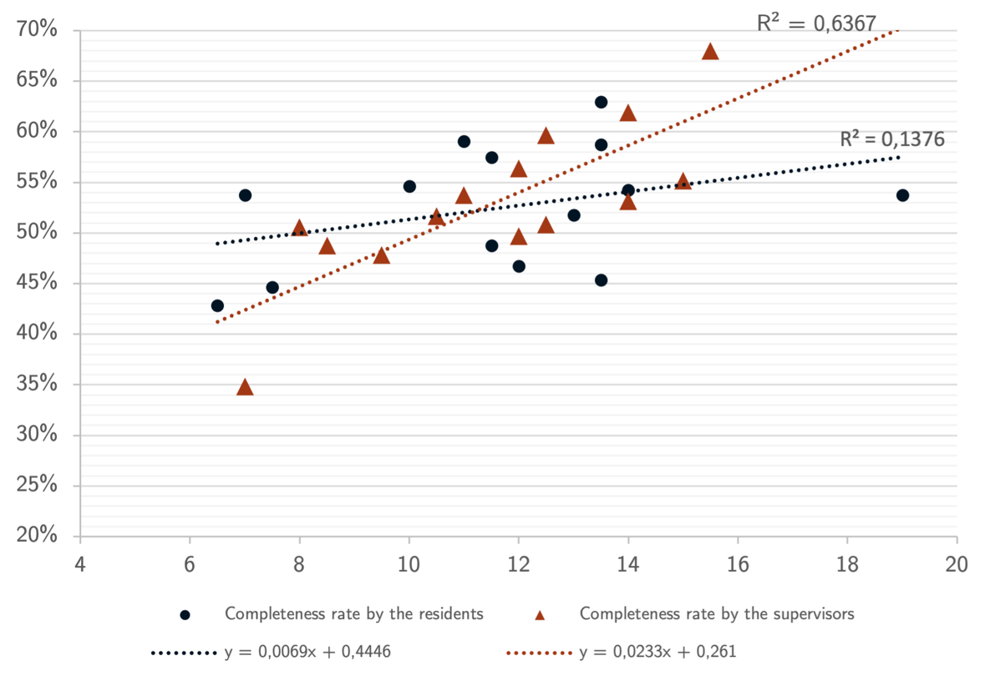 R² = 0,6367
70%
65%
60%
R² = 0,1376
55%
50%
45%
40%
35%
30%
25%
20%
4 6 8 10 12 14 16 18 20
Completeness rate by the residents Completeness rate by the supervisors
y = 0,0069x + 0,4446 y = 0,0233x + 0,261